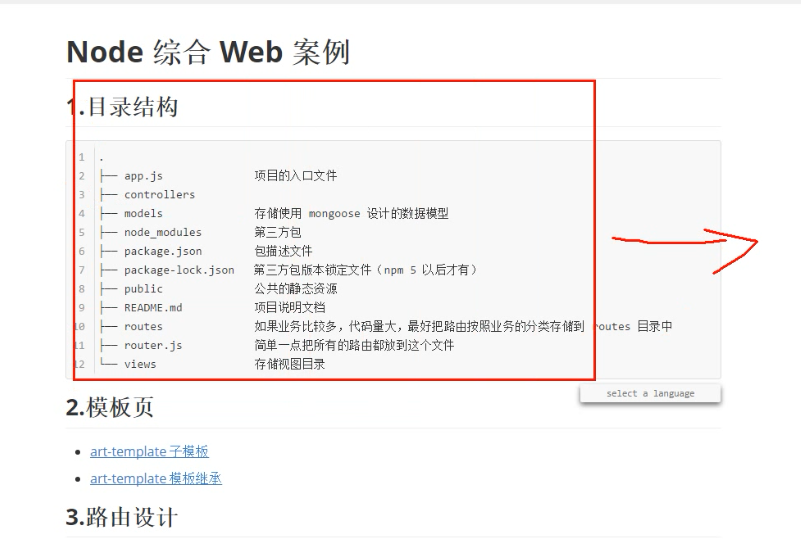 Node 综合 Web 案例
1.目录结构
1 .
2 ├── app.js 项目的入口文件
3 ├── controllers
4 ├── models 存储使用 mongoose 设计的数据模型
5 ├── node_modules 第三方包
6 ├── package.json 包描述文件
7 ├── package-lock.json 第三方包版本锁定文件（npm 5 以后才有）
8 ├── public 公共的静态资源
9 ├── README.md 项目说明文档
10 ├── routes 如果业务比较多，代码量大，最好把路由按照业务的分类存储到 routes 目录中
11 ├── router.js 简单一点把所有的路由都放到这个文件
12 └── views 存储视图目录
select a language
2.模板页
• art-template 子模板
• art-template 模板继承
3.路由设计